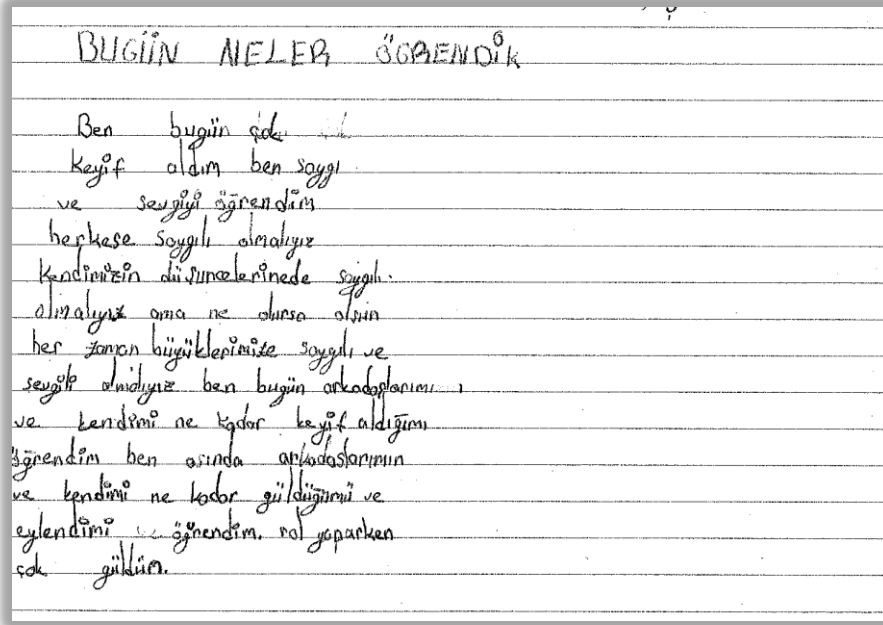 BUGÜN NELER ÖĞRENDİK
Ben bugün çok
keyif aldım ben saygı
ve sevgiyi öğrendim
herkese saygılı olmalıyız
kendimizin düşüncelerinede saygılı
olmalıyız ama ne olursa olsun
her zaman büyüklerimize saygılı ve
sevgili olmalıyız ben bugün arkadaşlarımı
ve kendimi ne kadar keyif aldığımı
öğrendim ben asında arkadaşlarımın
ve kendimi ne kadar güldüğümü ve
eylendimi ve öğrendim. rol yaparken
çok güldüm.